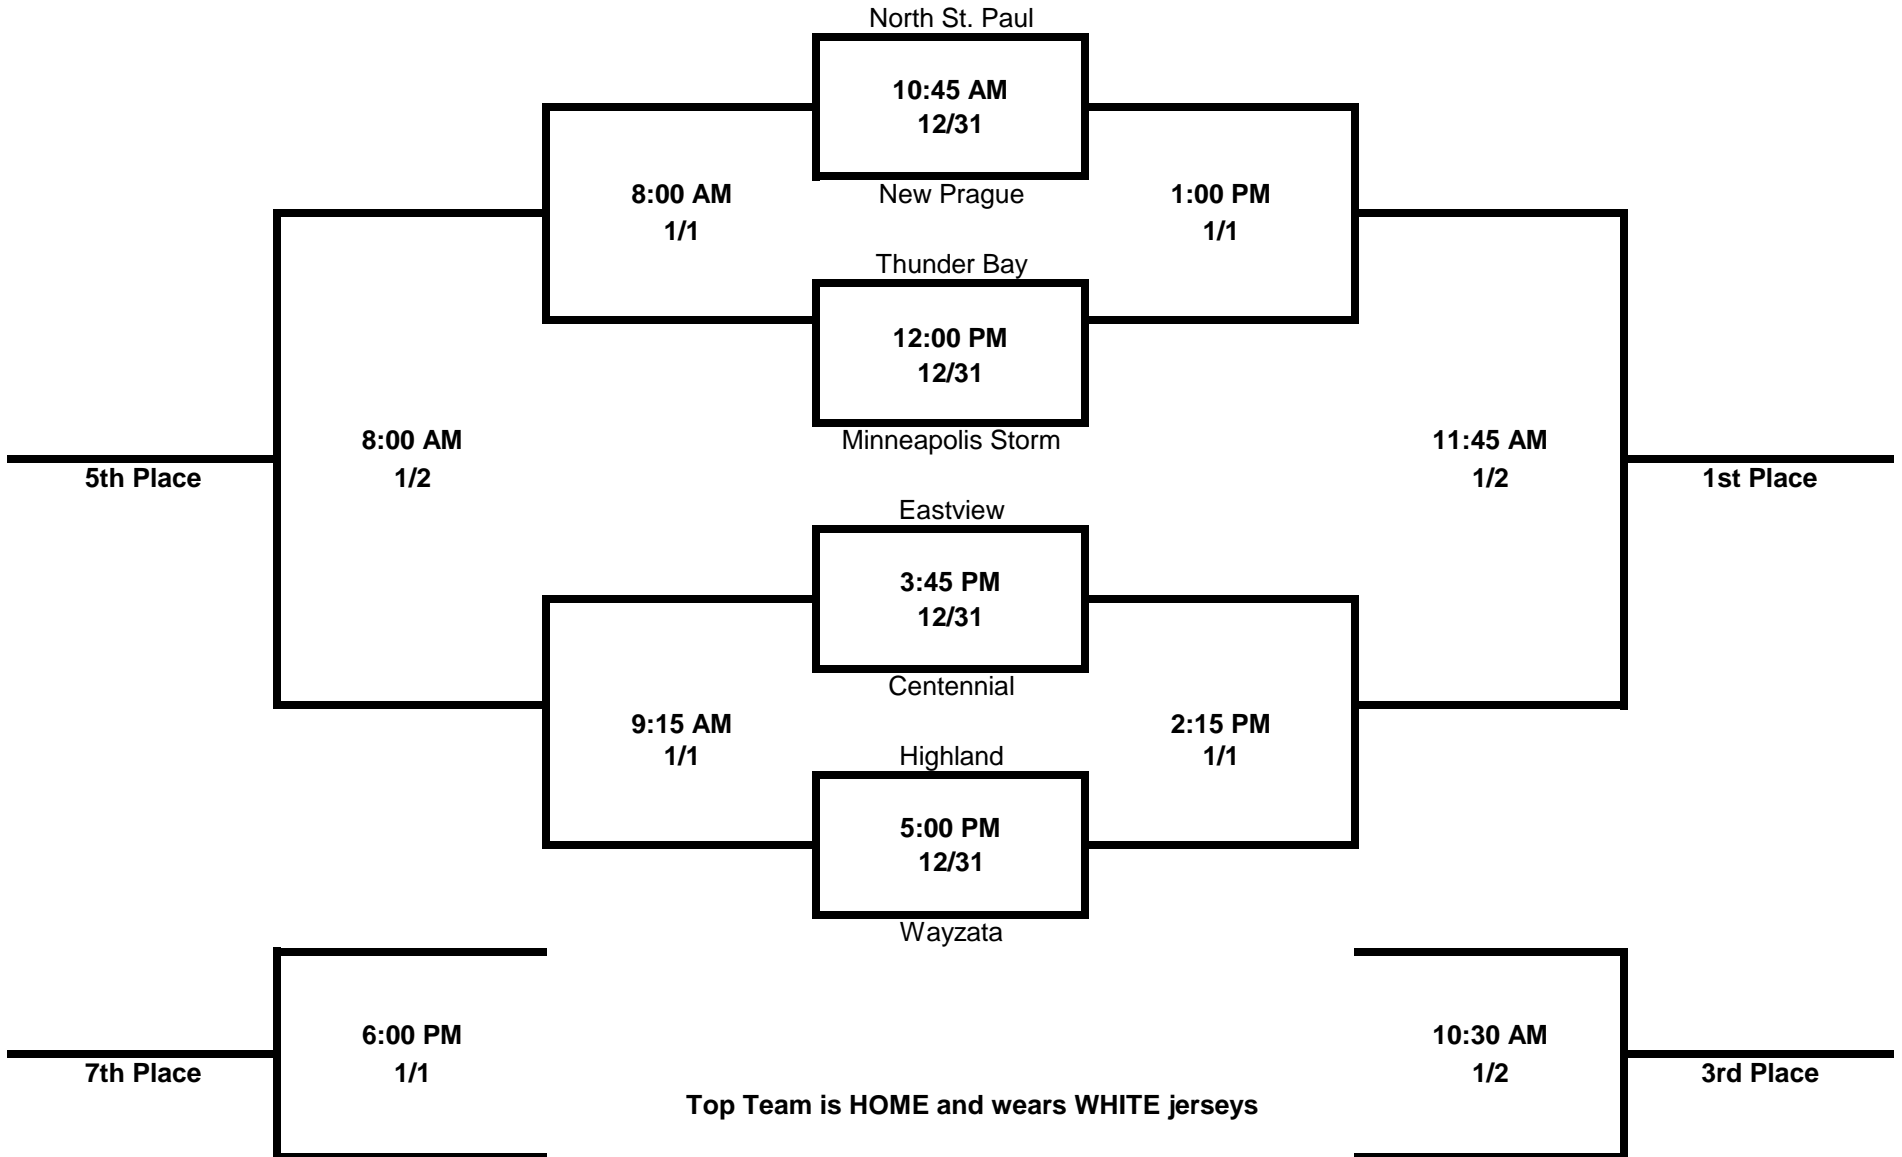 North St. Paul
10:45 AM
12/31
8:00 AM
1/1
New Prague
1:00 PM
1/1
Thunder Bay
12:00 PM
12/31
8:00 AM
1/2
Minneapolis Storm
11:45 AM
1/2
5th Place
1st Place
Eastview
3:45 PM
12/31
Centennial
9:15 AM
1/1
2:15 PM
1/1
Highland
5:00 PM
12/31
Wayzata
6:00 PM
1/1
10:30 AM
1/2
7th Place
3rd Place
Top Team is HOME and wears WHITE jerseys